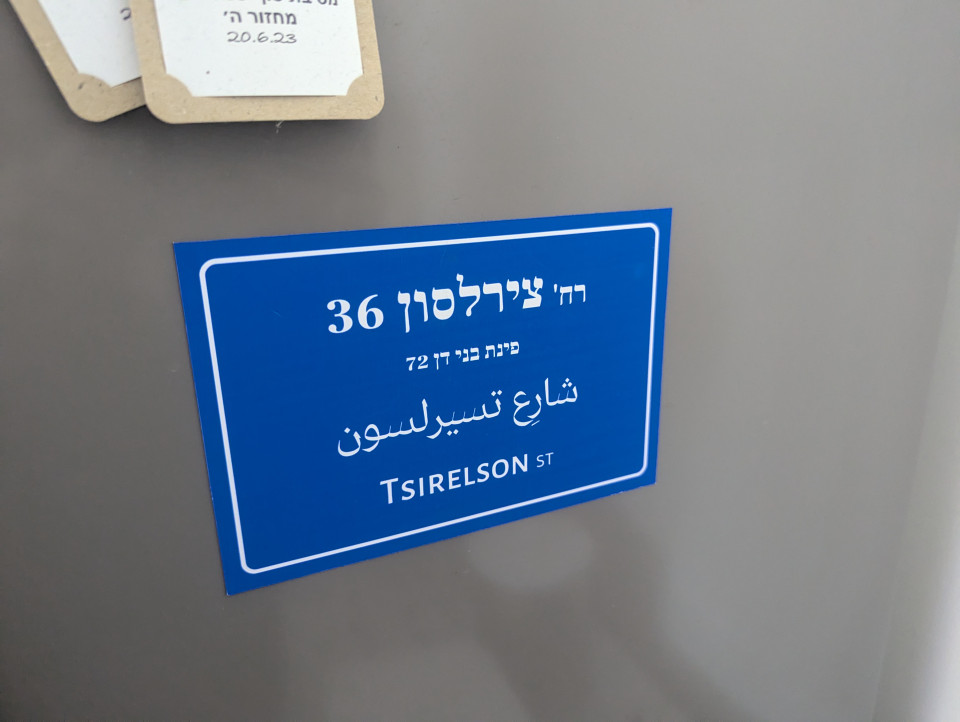 מחזור ה׳
20.6.23
רח' צירלסון 36
פינת בני דן 72
شارِع تسيرلسون
TSIRELSON ST